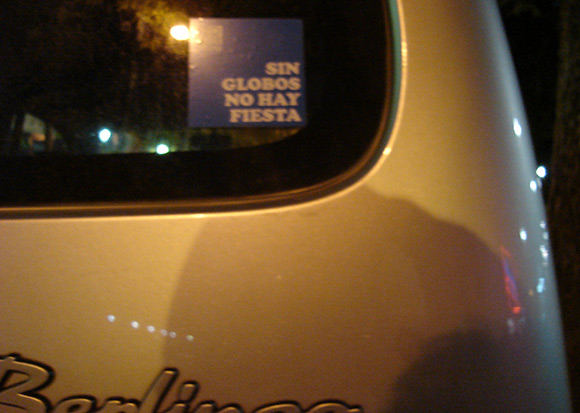 SIN
GLOBOS
NO HAY
FIESTA
Berlingo